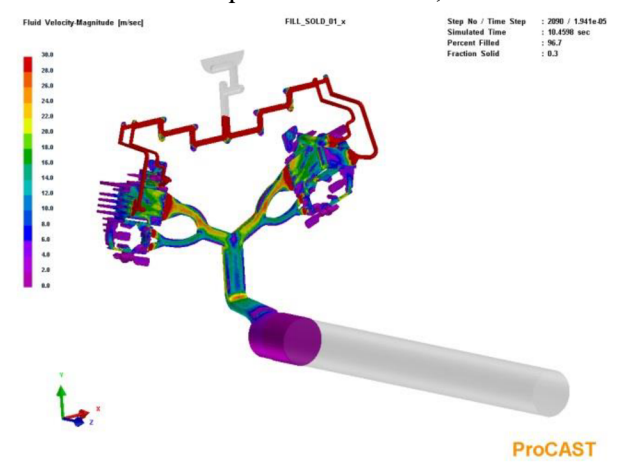 Fluid Velocity-Magnitude [m/sec]
FILL_SOLD_01_x
Step No / Time Step : 2090 / 1.941e-05
Simulated Time : 10.4590 sec
Percent Filled : 96.7
Fraction Solid : 0.3
30.0
28.0
26.0
24.0
22.0
20.0
18.0
16.0
14.0
12.0
10.0
8.0
6.0
4.0
2.0
0.0
Y
X
Z
ProCAST